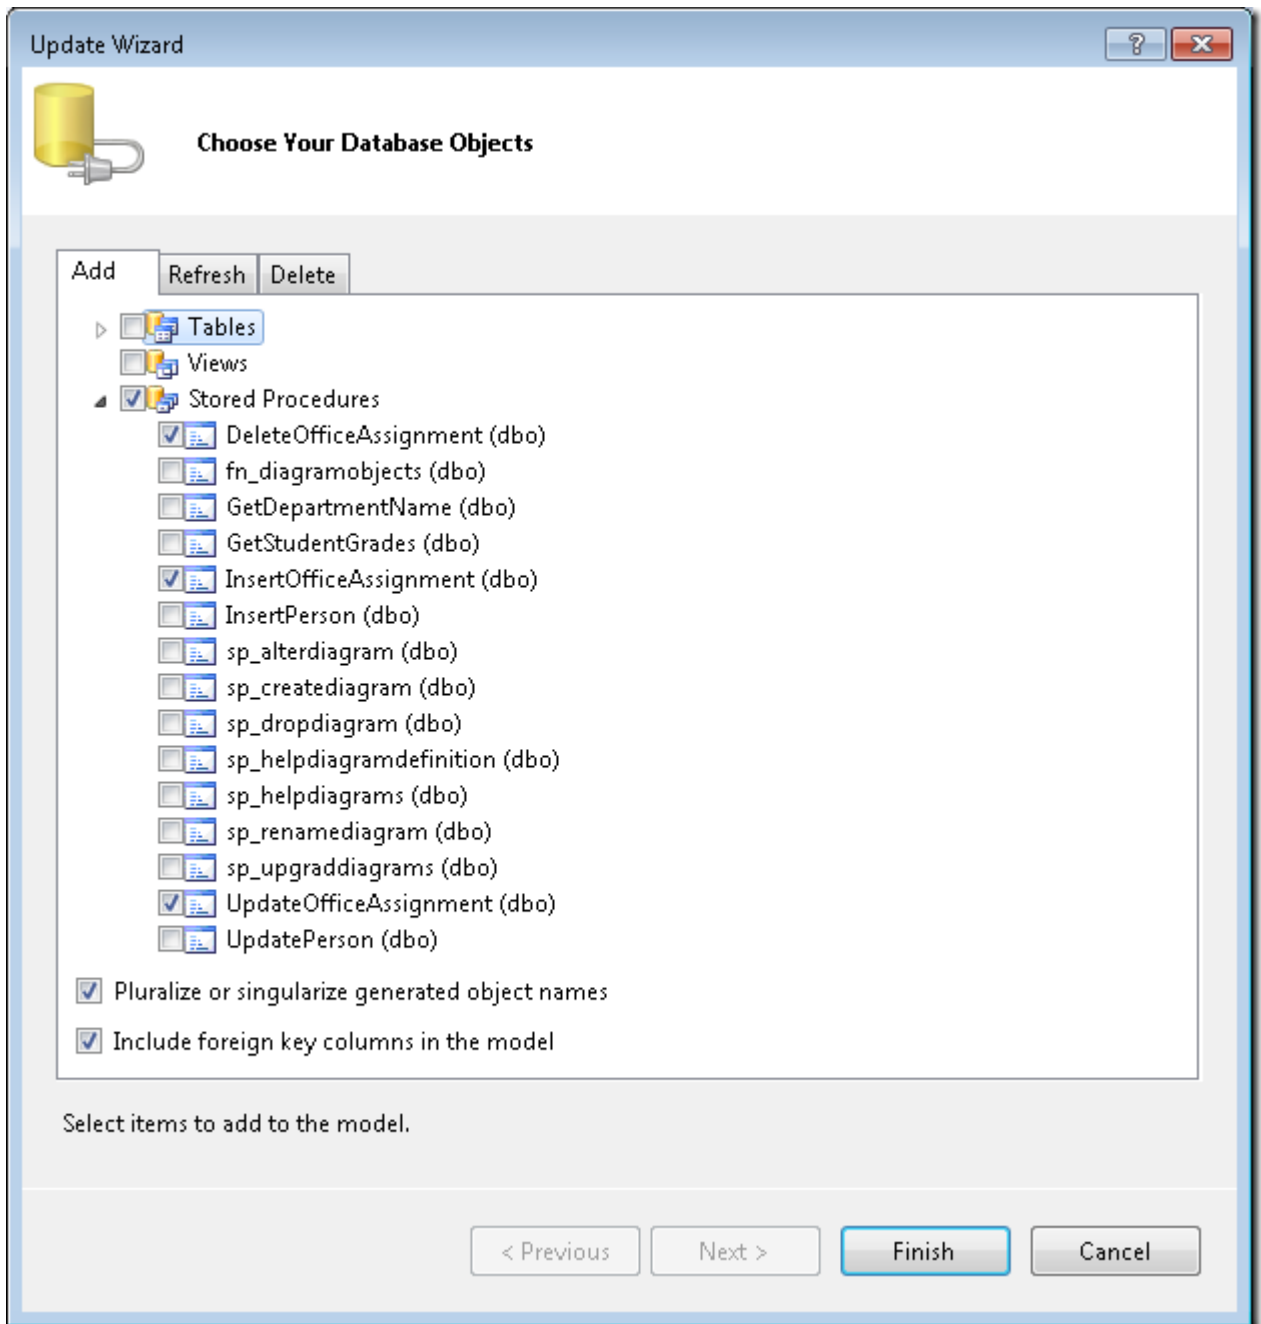 Update Wizard
?
Choose Your Database Objects
Add Refresh Delete
Tables
Views
Stored Procedures
DeleteOfficeAssignment (dbo)
fn_diagramobjects (dbo)
GetDepartmentName (dbo)
GetStudentGrades (dbo)
InsertOfficeAssignment (dbo)
InsertPerson (dbo)
sp_alterdiagram (dbo)
sp_creatediagram (dbo)
sp_dropdiagram (dbo)
sp_helpdiagramdefinition (dbo)
sp_helpdiagrams (dbo)
sp_renamediagram (dbo)
sp_upgraddiagrams (dbo)
UpdateOfficeAssignment (dbo)
UpdatePerson (dbo)
Pluralize or singularize generated object names
Include foreign key columns in the model
Select items to add to the model.
< Previous Next > Finish Cancel